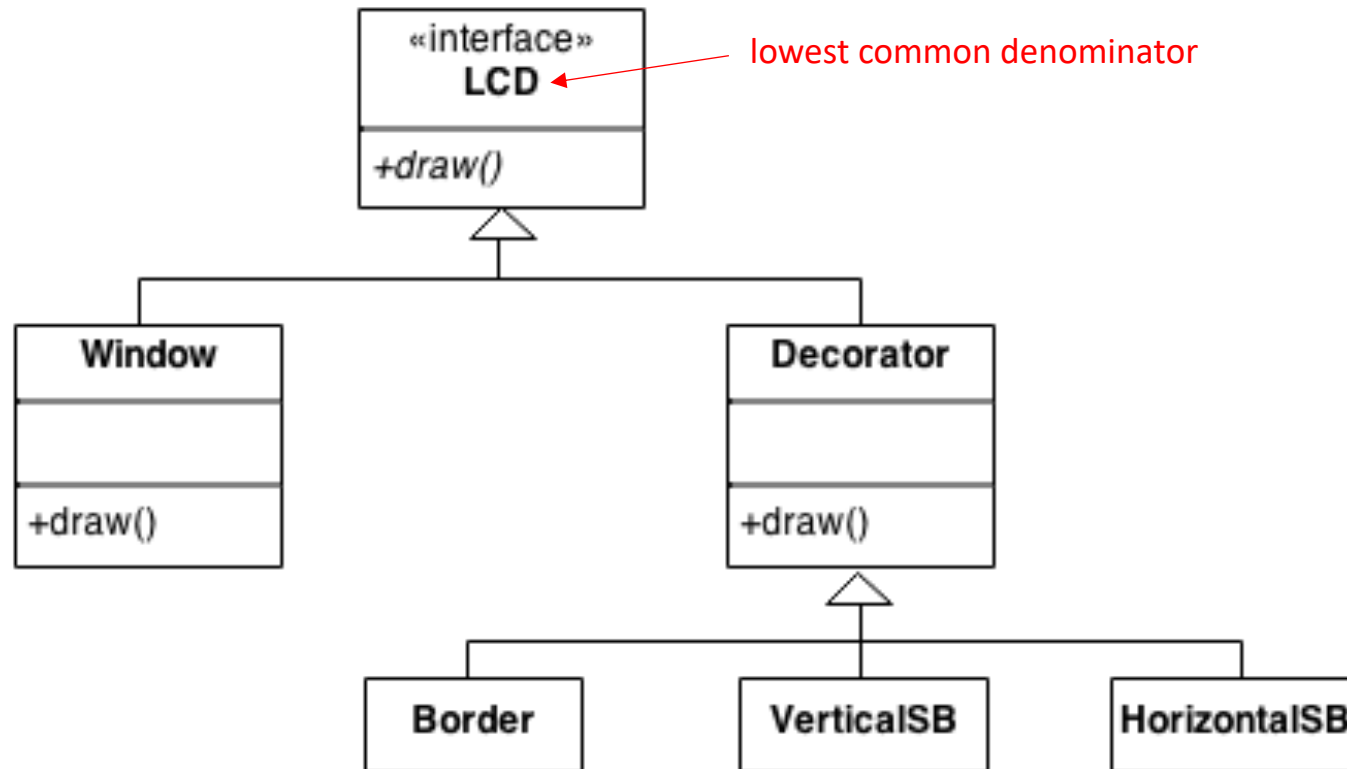 «interface»
LCD
lowest common denominator
+draw()
Window
Decorator
+draw()
+draw()
Border
VerticalSB
HorizontalSB